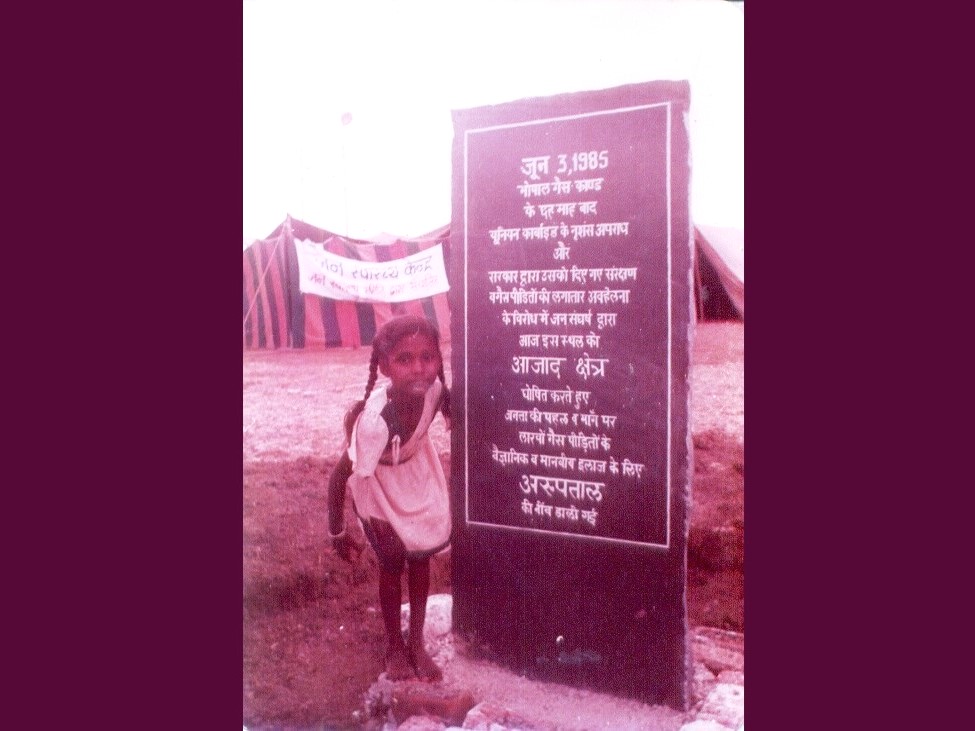 जन स्वास्थ्य केन्द्र
जून 3,1985
भोपाल गैस काण्ड
के छह माह बाद
यूनियन कार्बाइड के नृशंस अपराध
और
सरकार द्वारा उसको दिए गए संरक्षण
व गैस पीड़ितों की लगातार अवहेलना
के विरोध में जन संघर्ष द्वारा
आज इस स्थल को
आजाद क्षेत्र
घोषित करते हुए
जनता की पहल व माँग पर
लाखों गैस पीड़ितों के
वैज्ञानिक व मानवीय इलाज के लिए
अस्पताल
की नींव डाली गई